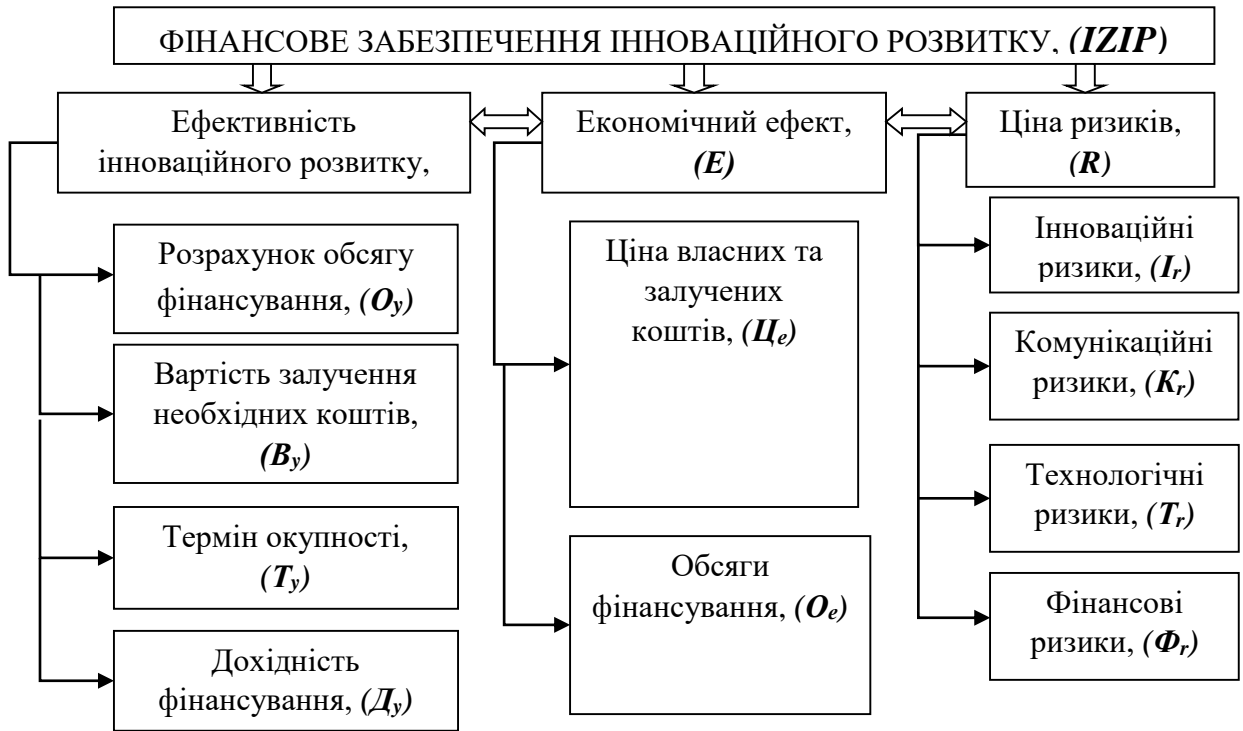 ФІНАНСОВЕ ЗАБЕЗПЕЧЕННЯ ІННОВАЦІЙНОГО РОЗВИТКУ, (IZIP)
Ефективність
інноваційного розвитку,
Економічний ефект,
(E)
Ціна ризиків,
(R)
Розрахунок обсягу
фінансування, (Oy)
Вартість залучення
необхідних коштів,
(By)
Термін окупності,
(Ty)
Дохідність
фінансування, (Дy)
Ціна власних та
залучених
коштів, (Цe)
Обсяги
фінансування, (Oe)
Інноваційні
ризики, (Ir)
Комунікаційні
ризики, (Kr)
Технологічні
ризики, (Tr)
Фінансові
ризики, (Фr)